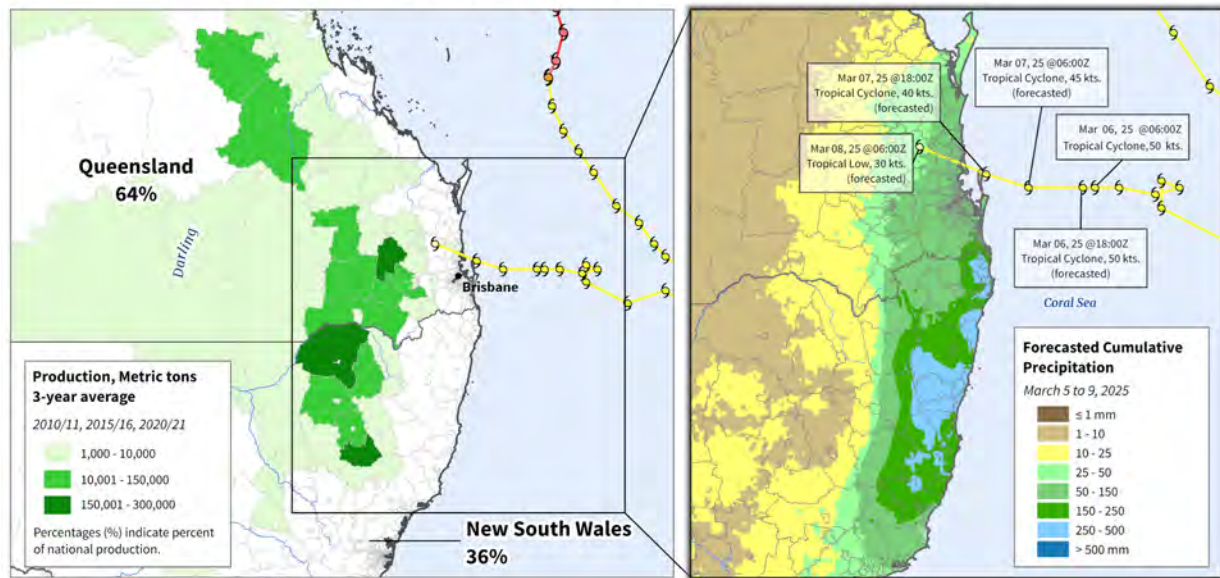 Queensland
64%
Darling
Brisbane
Production, Metric tons
3-year average
2010/11, 2015/16, 2020/21
1,000 - 10,000
10,001 - 150,000
150,001 - 300,000
Percentages (%) indicate percent
of national production.
New South Wales
36%
Mar 07, 25 @18:00Z
Tropical Cyclone, 40 kts.
(forecasted)
Mar 07, 25 @06:00Z
Tropical Cyclone, 45 kts.
(forecasted)
Mar 06, 25 @06:00Z
Tropical Cyclone, 50 kts.
Mar 08, 25 @06:00Z
Tropical Low, 30 kts.
(forecasted)
Mar 06, 25 @18:00Z
Tropical Cyclone, 50 kts.
(forecasted)
Coral Sea
Forecasted Cumulative
Precipitation
March 5 to 9, 2025
≤ 1 mm
1 - 10
10 - 25
25 - 50
50 - 150
150 - 250
250 - 500
> 500 mm